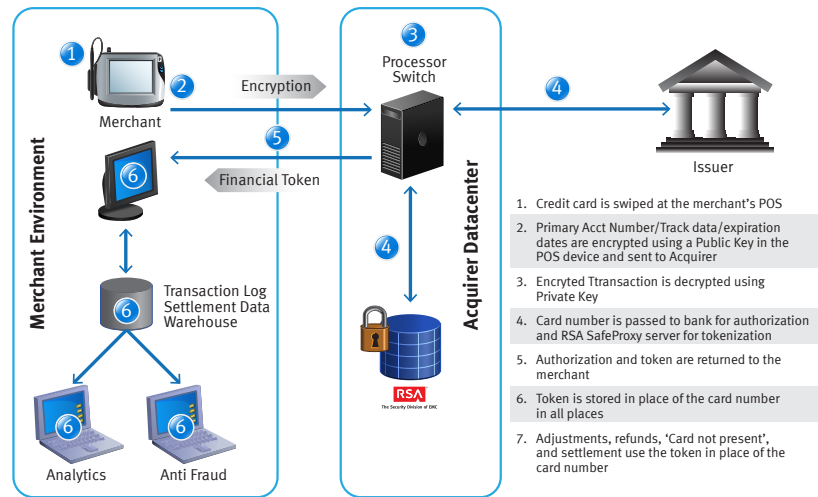 1
Merchant
2
Encryption
3
Processor
Switch
4
Issuer
5
Financial Token
6
Merchant Environment
Acquirer Datacenter
4
6
Transaction Log
Settlement Data
Warehouse
6
Analytics
6
Anti Fraud
RSA
The Security Division of EMC
1. Credit card is swiped at the merchant's POS
2. Primary Acct Number/Track data/expiration
dates are encrypted using a Public Key in the
POS device and sent to Acquirer
3. Encryted Ttransaction is decrypted using
Private Key
4. Card number is passed to bank for authorization
and RSA SafeProxy server for tokenization
5. Authorization and token are returned to the
merchant
6. Token is stored in place of the card number
in all places
7. Adjustments, refunds, 'Card not present',
and settlement use the token in place of the
card number